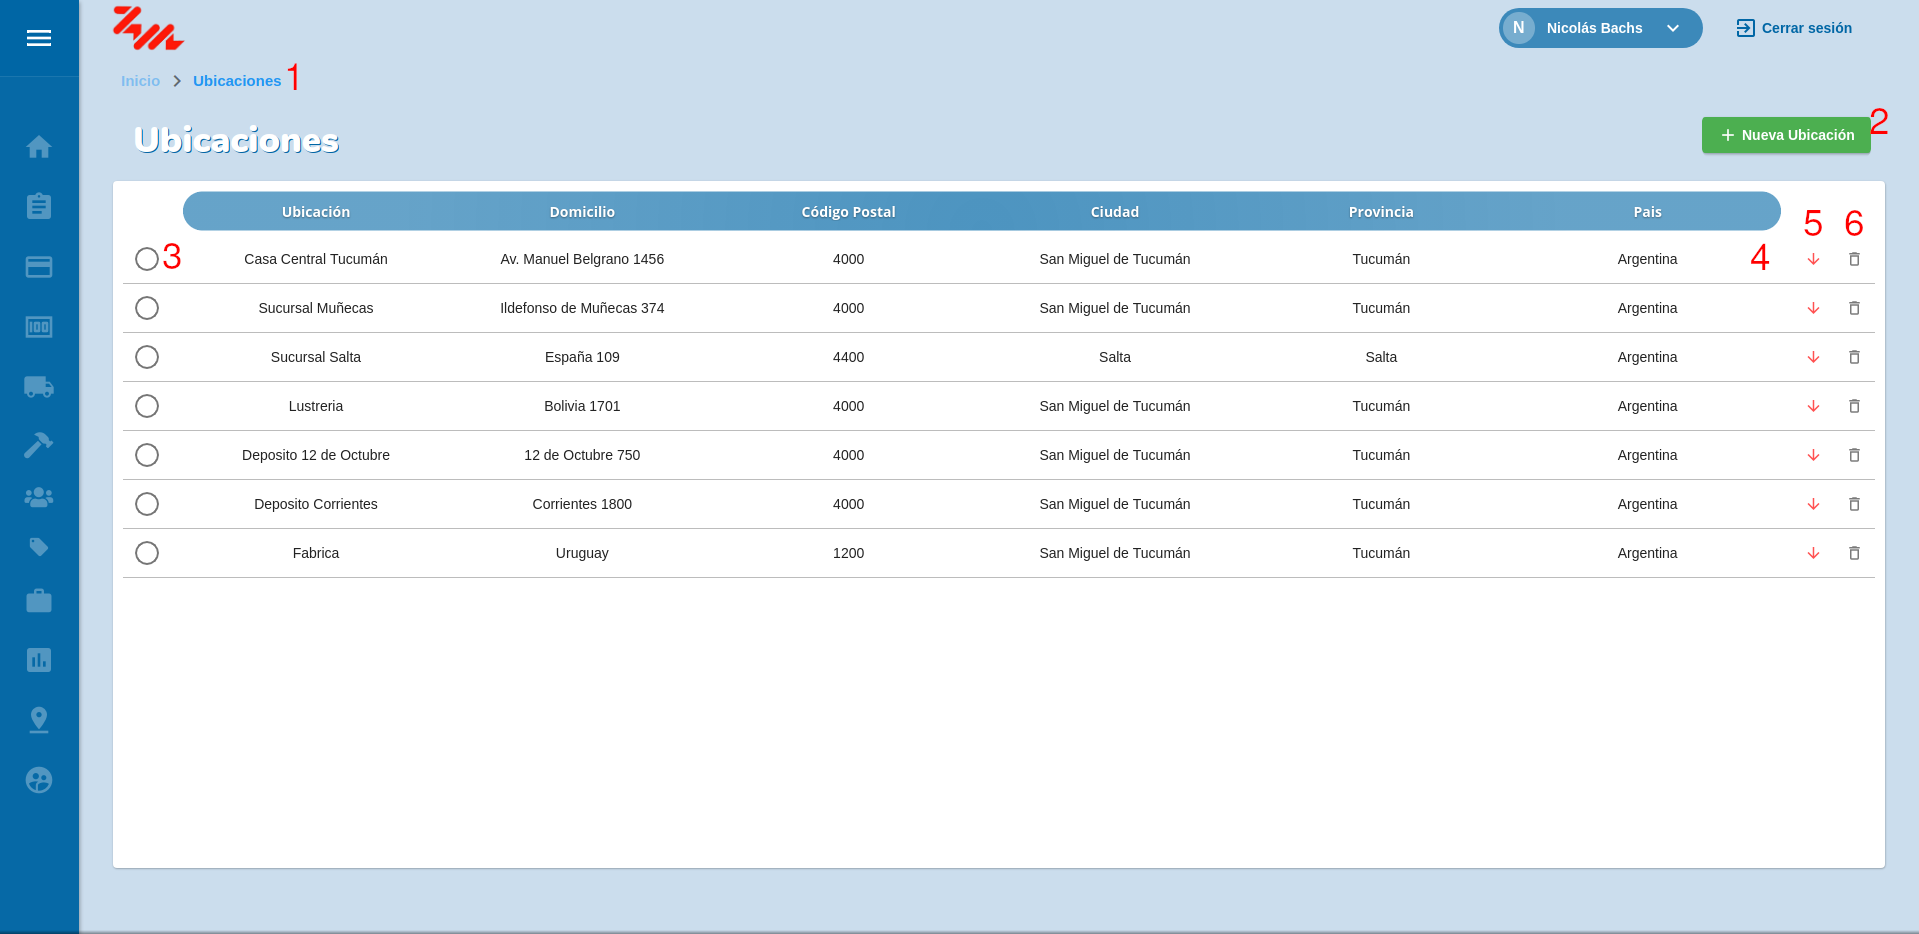 N Nicolás Bachs Cerrar sesión
Inicio Ubicaciones 1
Ubicaciones
Nueva Ubicación 2
Ubicación Domicilio Código Postal Ciudad Provincia Pais 5 6
3 Casa Central Tucumán Av. Manuel Belgrano 1456 4000 San Miguel de Tucumán Tucumán Argentina 4
Sucursal Muñecas Ildefonso de Muñecas 374 4000 San Miguel de Tucumán Tucumán Argentina
Sucursal Salta España 109 4400 Salta Salta Argentina
Lustreria Bolivia 1701 4000 San Miguel de Tucumán Tucumán Argentina
Deposito 12 de Octubre 12 de Octubre 750 4000 San Miguel de Tucumán Tucumán Argentina
Deposito Corrientes Corrientes 1800 4000 San Miguel de Tucumán Tucumán Argentina
Fabrica Uruguay 1200 San Miguel de Tucumán Tucumán Argentina